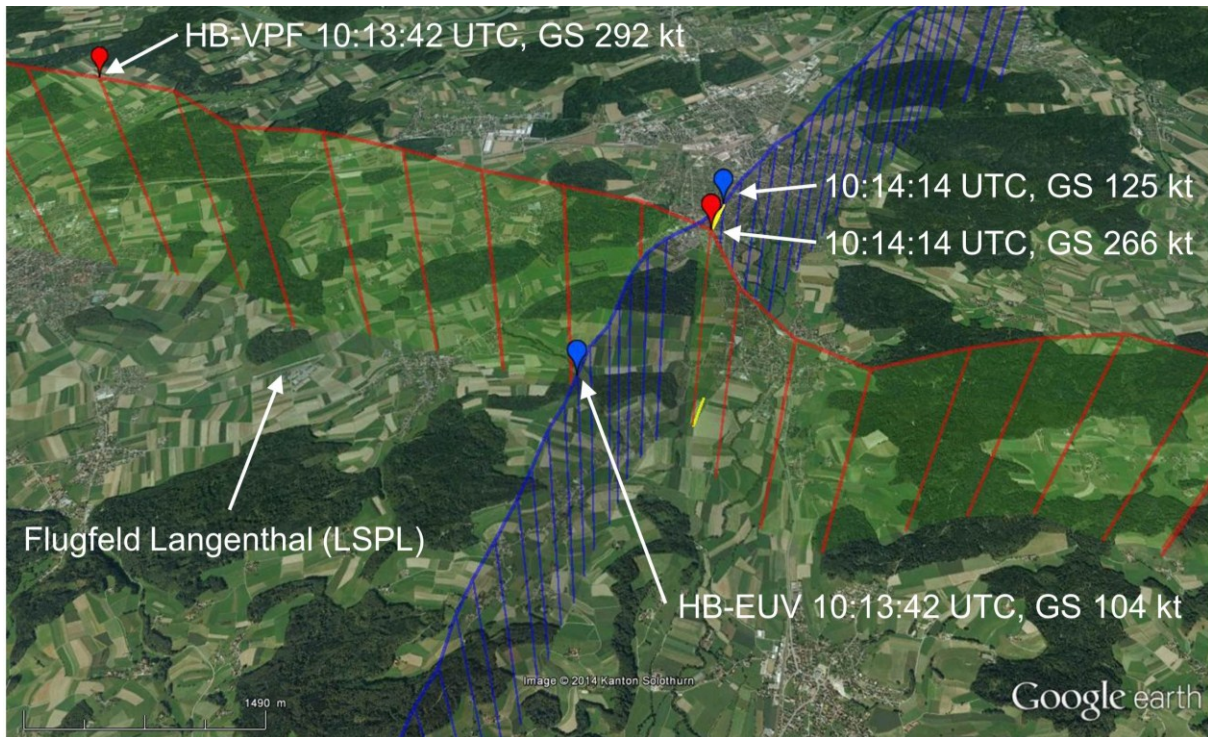 HB-VPF 10:13:42 UTC, GS 292 kt
10:14:14 UTC, GS 125 kt
10:14:14 UTC, GS 266 kt
Flugfeld Langenthal (LSPL)
HB-EUV 10:13:42 UTC, GS 104 kt
Image © 2014 Kanton Solothurn
1490 m
Google earth